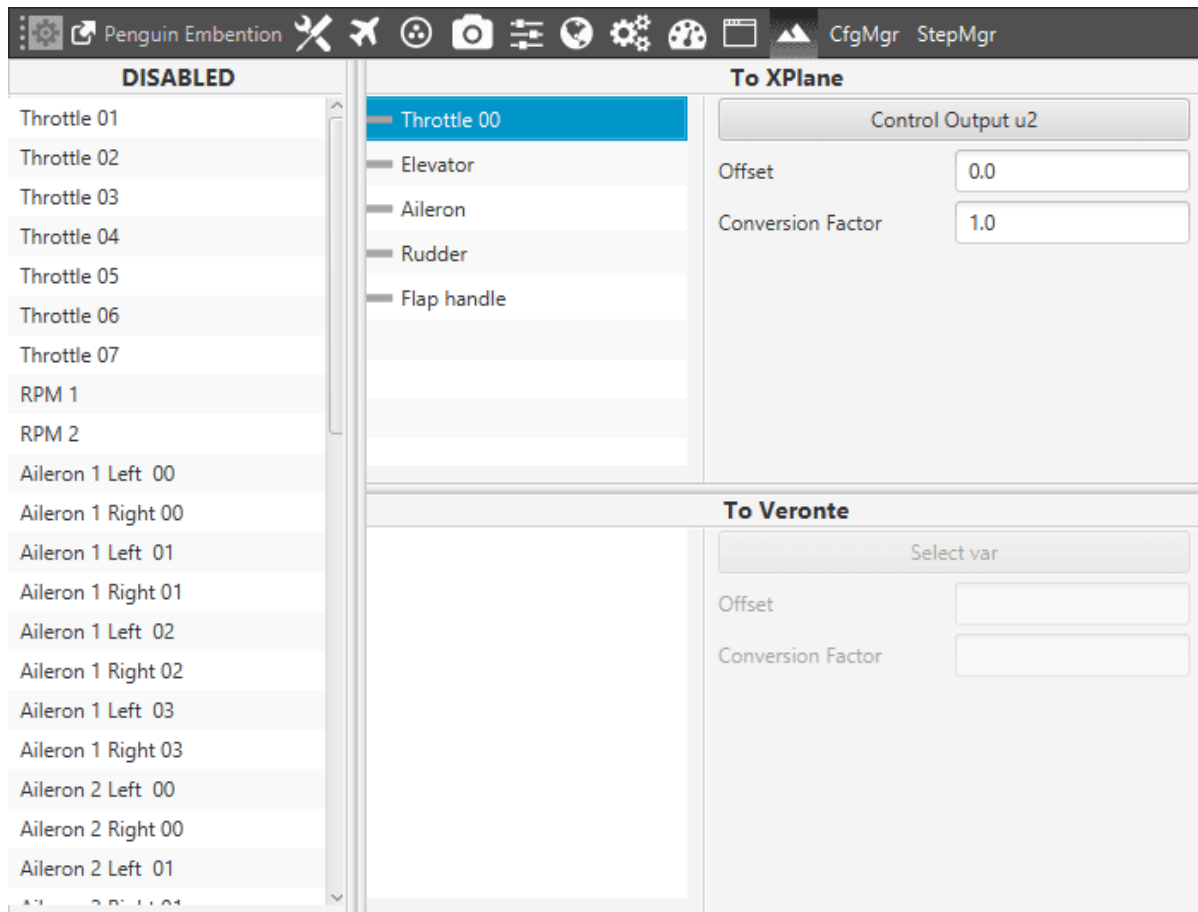 Penguin Embention CfgMgr StepMgr
DISABLED
Throttle 01
Throttle 02
Throttle 03
Throttle 04
Throttle 05
Throttle 06
Throttle 07
RPM 1
RPM 2
Aileron 1 Left 00
Aileron 1 Right 00
Aileron 1 Left 01
Aileron 1 Right 01
Aileron 1 Left 02
Aileron 1 Right 02
Aileron 1 Left 03
Aileron 1 Right 03
Aileron 2 Left 00
Aileron 2 Right 00
Aileron 2 Left 01
To XPlane
Throttle 00
Elevator
Aileron
Rudder
Flap handle
Control Output u2
Offset 0.0
Conversion Factor 1.0
To Veronte
Select var
Offset
Conversion Factor